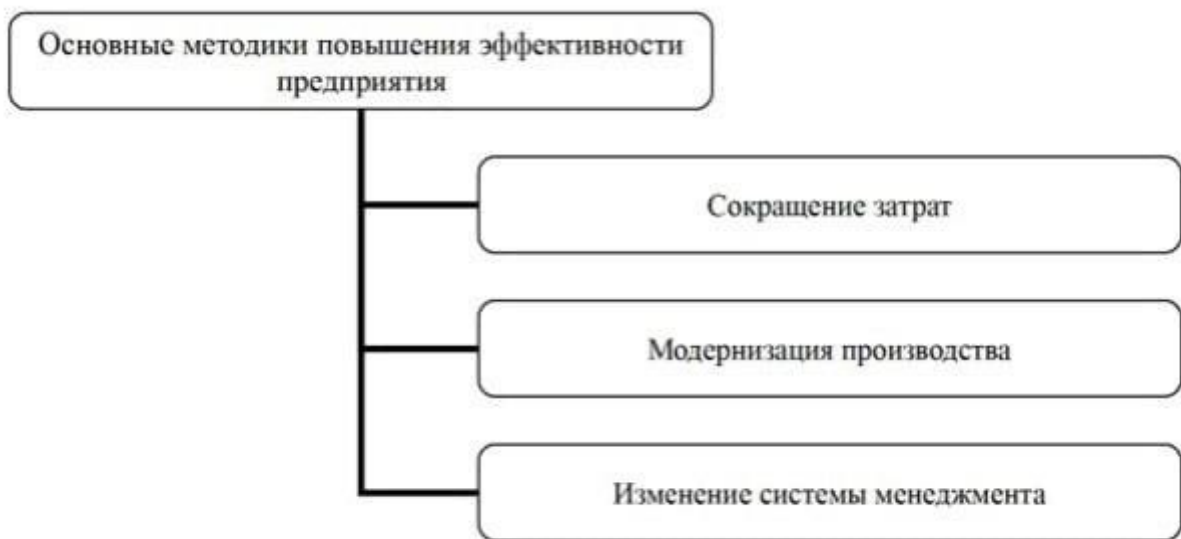 Основные методики повышения эффективности
предприятия
Сокращение затрат
Модернизация производства
Изменение системы менеджмента